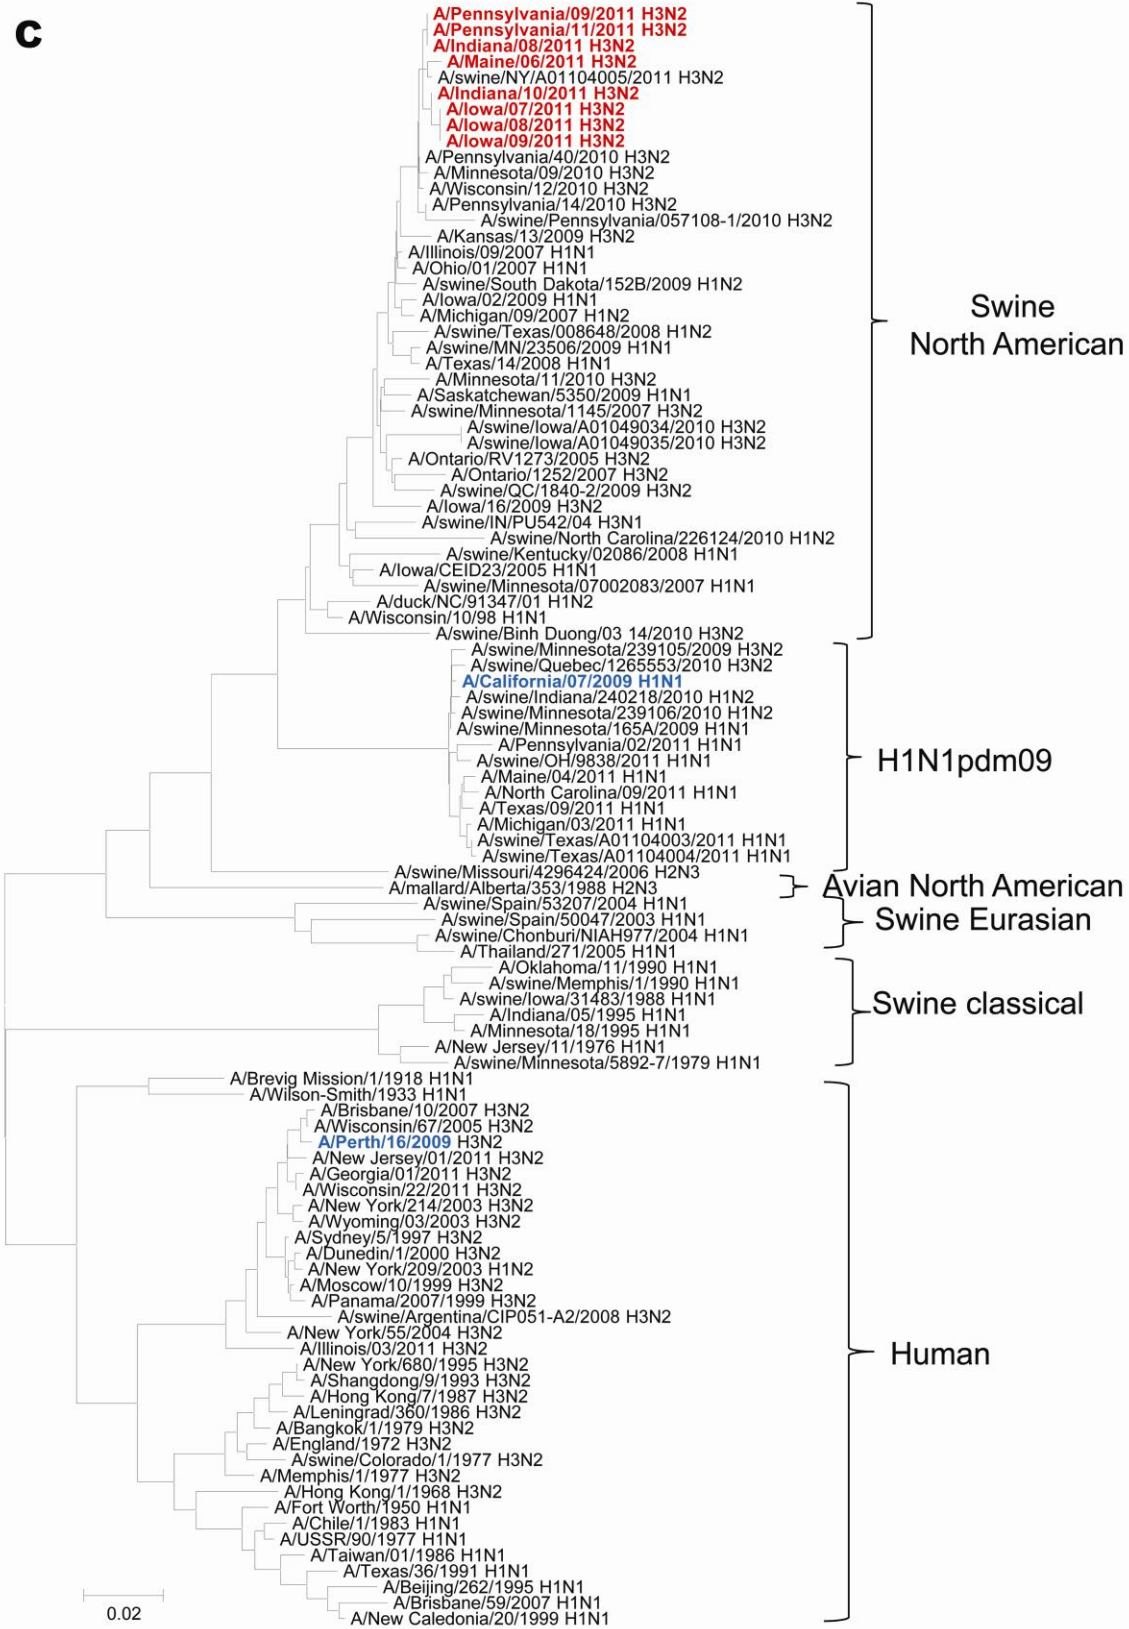 c
A/Pennsylvania/09/2011 H3N2
A/Pennsylvania/11/2011 H3N2
A/Indiana/08/2011 H3N2
A/Maine/06/2011 H3N2
A/swine/NY/A01104005/2011 H3N2
A/Indiana/10/2011 H3N2
A/Iowa/07/2011 H3N2
A/Iowa/08/2011 H3N2
A/Iowa/09/2011 H3N2
A/Pennsylvania/40/2010 H3N2
A/Minnesota/09/2010 H3N2
A/Wisconsin/12/2010 H3N2
A/Pennsylvania/14/2010 H3N2
A/swine/Pennsylvania/057108-1/2010 H3N2
A/Kansas/13/2009 H3N2
A/Illinois/09/2007 H1N1
A/Ohio/01/2007 H1N1
A/swine/South Dakota/152B/2009 H1N2
A/Iowa/02/2009 H1N1
A/Michigan/09/2007 H1N2
A/swine/Texas/008648/2008 H1N2
A/swine/MN/23506/2009 H1N1
A/Texas/14/2008 H1N1
A/Minnesota/11/2010 H3N2
A/Saskatchewan/5350/2009 H1N1
A/swine/Minnesota/1145/2007 H3N2
A/swine/Iowa/A01049034/2010 H3N2
A/swine/Iowa/A01049035/2010 H3N2
A/Ontario/RV1273/2005 H3N2
A/Ontario/1252/2007 H3N2
A/swine/QC/1840-2/2009 H3N2
A/Iowa/16/2009 H3N2
A/swine/IN/PU542/04 H3N1
A/swine/North Carolina/226124/2010 H1N2
A/swine/Kentucky/02086/2008 H1N1
A/Iowa/CEID23/2005 H1N1
A/swine/Minnesota/07002083/2007 H1N1
A/duck/NC/91347/01 H1N2
A/Wisconsin/10/98 H1N1
A/swine/Binh Duong/03 14/2010 H3N2
Swine
North American
A/swine/Minnesota/239105/2009 H3N2
A/swine/Quebec/1265553/2010 H3N2
A/California/07/2009 H1N1
A/swine/Indiana/240218/2010 H1N2
A/swine/Minnesota/239106/2010 H1N2
A/swine/Minnesota/165A/2009 H1N1
A/Pennsylvania/02/2011 H1N1
A/swine/OH/9838/2011 H1N1
A/Maine/04/2011 H1N1
A/North Carolina/09/2011 H1N1
A/Texas/09/2011 H1N1
A/Michigan/03/2011 H1N1
A/swine/Texas/A01104003/2011 H1N1
A/swine/Texas/A01104004/2011 H1N1
H1N1pdm09
A/swine/Missouri/4296424/2006 H2N3
A/mallard/Alberta/353/1988 H2N3
Avian North American
A/swine/Spain/53207/2004 H1N1
A/swine/Spain/50047/2003 H1N1
A/swine/Chonburi/NIAH977/2004 H1N1
A/Thailand/271/2005 H1N1
Swine Eurasian
A/Oklahoma/11/1990 H1N1
A/swine/Memphis/1/1990 H1N1
A/swine/Iowa/31483/1988 H1N1
A/Indiana/05/1995 H1N1
A/Minnesota/18/1995 H1N1
A/New Jersey/11/1976 H1N1
A/swine/Minnesota/5892-7/1979 H1N1
Swine classical
A/Brevig Mission/1/1918 H1N1
A/Wilson-Smith/1933 H1N1
A/Brisbane/10/2007 H3N2
A/Wisconsin/67/2005 H3N2
A/Perth/16/2009 H3N2
A/New Jersey/01/2011 H3N2
A/Georgia/01/2011 H3N2
A/Wisconsin/22/2011 H3N2
A/New York/214/2003 H3N2
A/Wyoming/03/2003 H3N2
A/Sydney/5/1997 H3N2
A/Dunedin/1/2000 H3N2
A/New York/209/2003 H1N2
A/Moscow/10/1999 H3N2
A/Panama/2007/1999 H3N2
A/swine/Argentina/CIP051-A2/2008 H3N2
A/New York/55/2004 H3N2
A/Illinois/03/2011 H3N2
A/New York/680/1995 H3N2
A/Shangdong/9/1993 H3N2
A/Hong Kong/7/1987 H3N2
A/Leningrad/360/1986 H3N2
A/Bangkok/1/1979 H3N2
A/England/1972 H3N2
A/swine/Colorado/1/1977 H3N2
A/Memphis/1/1977 H3N2
A/Hong Kong/1/1968 H3N2
A/Fort Worth/1950 H1N1
A/Chile/1/1983 H1N1
A/USSR/90/1977 H1N1
A/Taiwan/01/1986 H1N1
A/Texas/36/1991 H1N1
A/Beijing/262/1995 H1N1
A/Brisbane/59/2007 H1N1
A/New Caledonia/20/1999 H1N1
Human
0.02